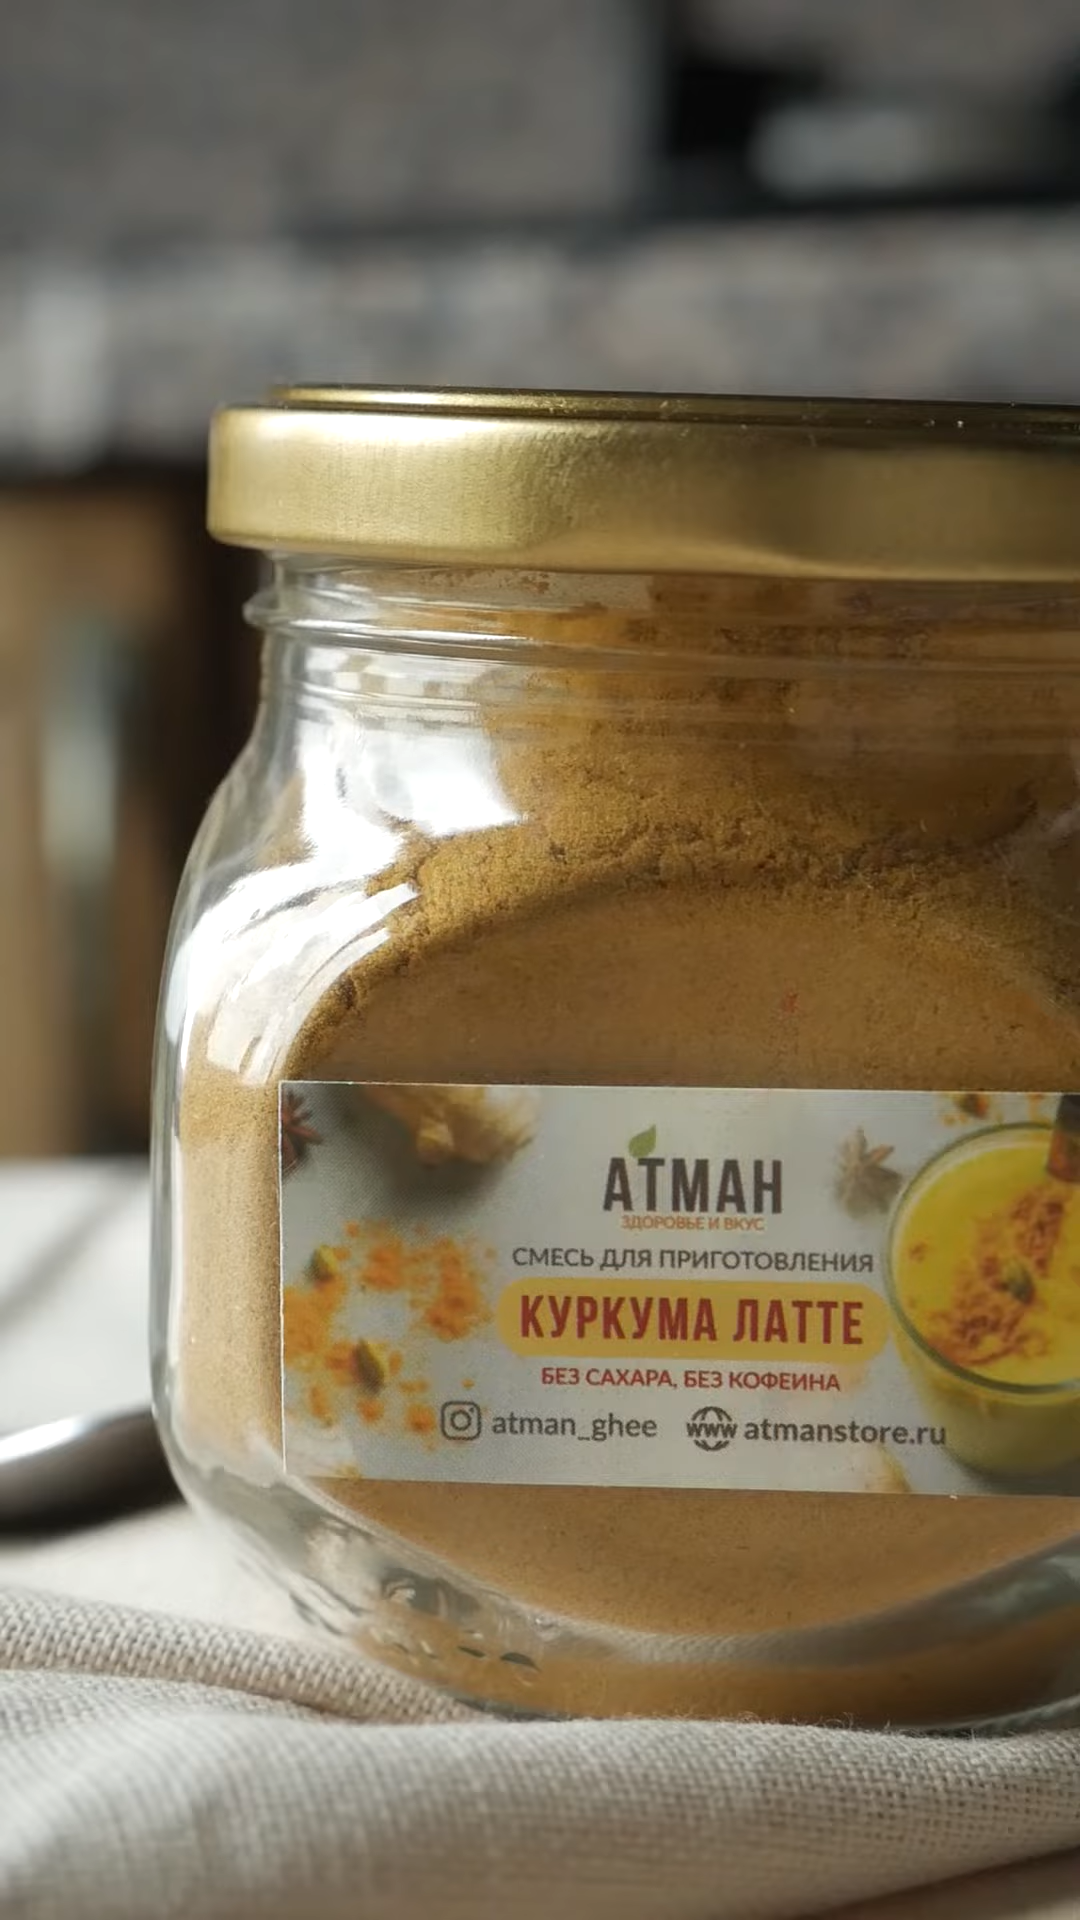 АТМАН
ЗДОРОВЬЕ И ВКУС
СМЕСЬ ДЛЯ ПРИГОТОВЛЕНИЯ
КУРКУМА ЛАТТЕ
БЕЗ САХАРА, БЕЗ КОФЕИНА
atman_ghee www atmanstore.ru